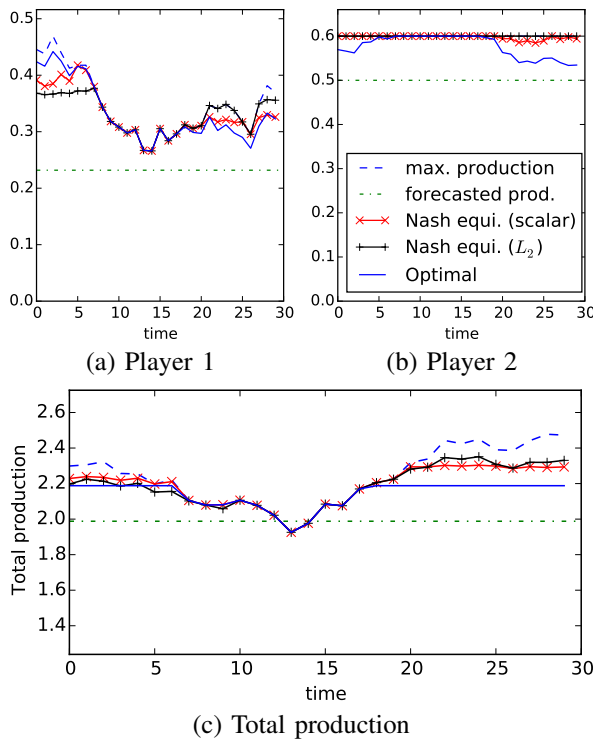 0.5
0.4
0.3
0.2
0.1
0.0
0 5 10 15 20 25 30
time
(a) Player 1
0.6
0.5
0.4
0.3
0.2
0.1
0.0
max. production
forecasted prod.
Nash equi. (scalar)
Nash equi. (L₂)
Optimal
0 5 10 15 20 25 30
time
(b) Player 2
Total production
2.6
2.4
2.2
2.0
1.8
1.6
1.4
0 5 10 15 20 25 30
time
(c) Total production